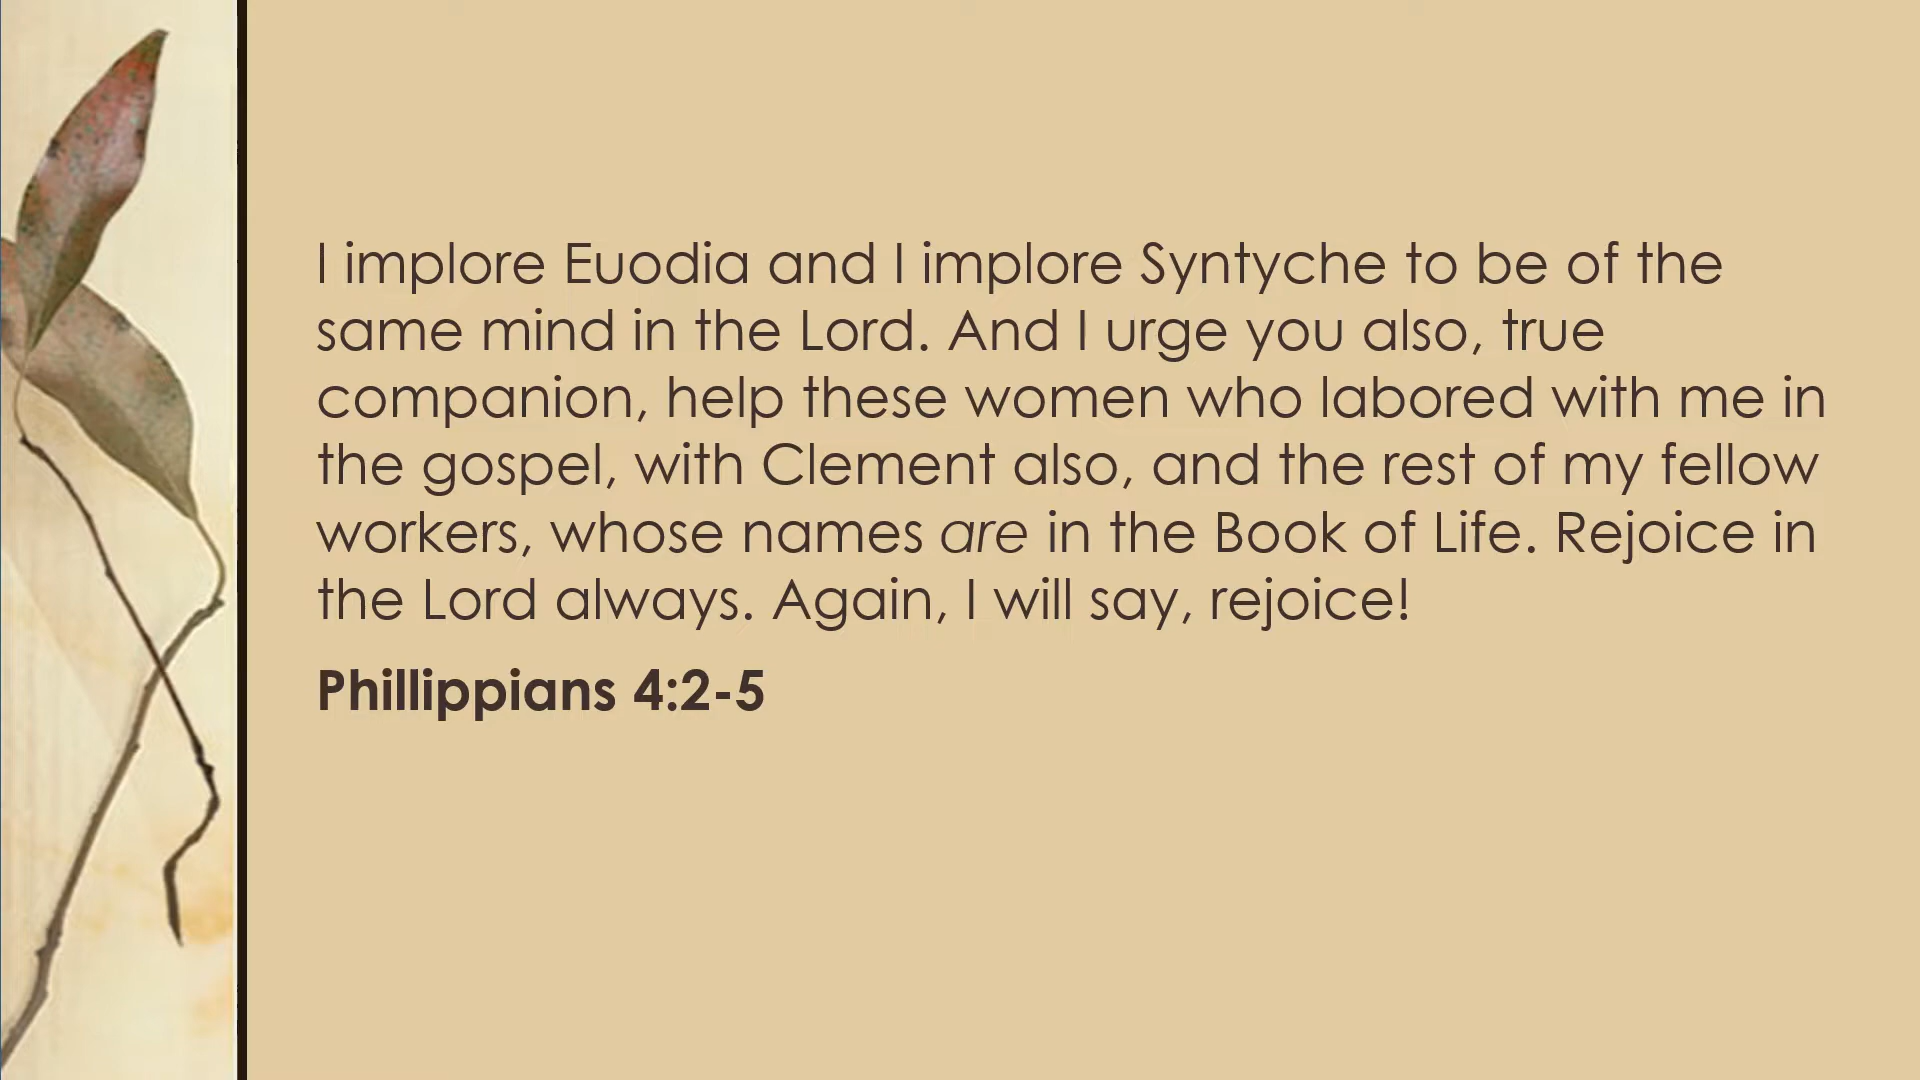 I implore Euodia and I implore Syntyche to be of the
same mind in the Lord. And I urge you also, true
companion, help these women who labored with me in
the gospel, with Clement also, and the rest of my fellow
workers, whose names are in the Book of Life. Rejoice in
the Lord always. Again, I will say, rejoice!
Phillippians 4:2-5